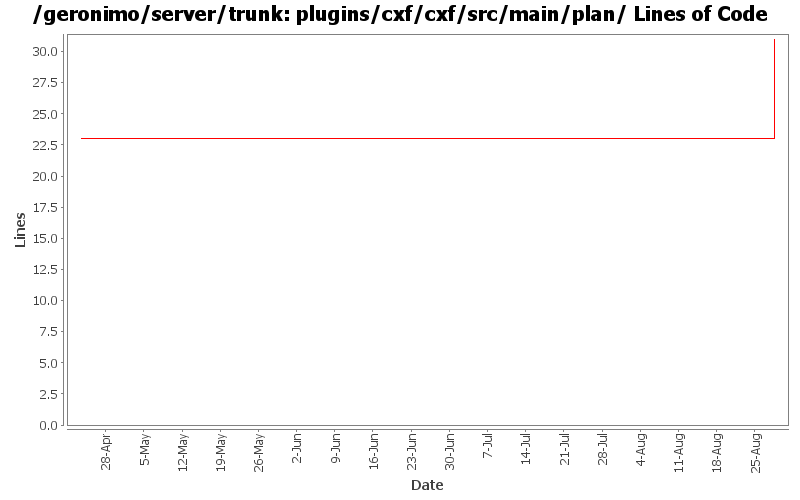 /geronimo/server/trunk: plugins/cxf/cxf/src/main/plan/ Lines of Code
Lines
30.0
27.5
25.0
22.5
20.0
17.5
15.0
12.5
10.0
7.5
5.0
2.5
0.0
28-Apr
5-May
12-May
19-May
26-May
2-Jun
9-Jun
16-Jun
23-Jun
30-Jun
7-Jul
14-Jul
21-Jul
28-Jul
4-Aug
11-Aug
18-Aug
25-Aug
Date